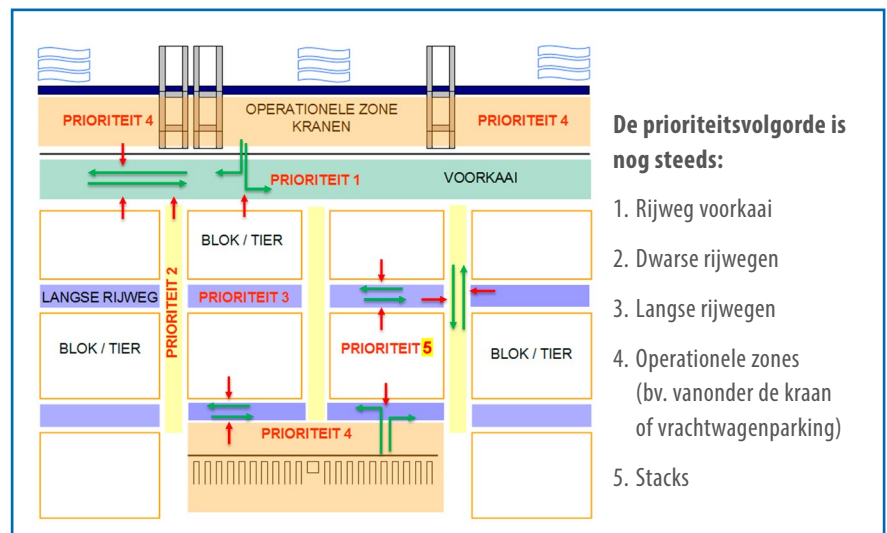 PRIORITEIT 4
OPERATIONELE ZONE
KRANEN
PRIORITEIT 4
PRIORITEIT 1
VOORKAAI
BLOK / TIER
PRIORITEIT 2
LANGSE RIJWEG
PRIORITEIT 3
BLOK / TIER
PRIORITEIT 5
BLOK / TIER
PRIORITEIT 4
De prioriteitsvolgorde is
nog steeds:
1. Rijweg voorkaai
2. Dwarse rijwegen
3. Langse rijwegen
4. Operationele zones
(bv. vanonder de kraan
of vrachtwagenparking)
5. Stacks